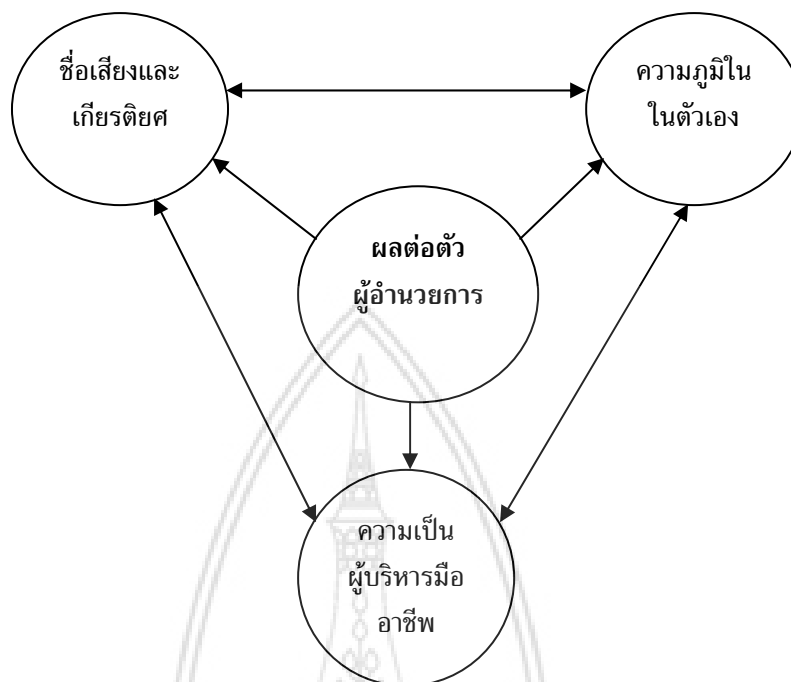 ชื่อเสียงและ
เกียรติยศ
ความภูมิใน
ในตัวเอง
ผลต่อตัว
ผู้อำนวยการ
ความเป็น
ผู้บริหารมือ
อาชีพ